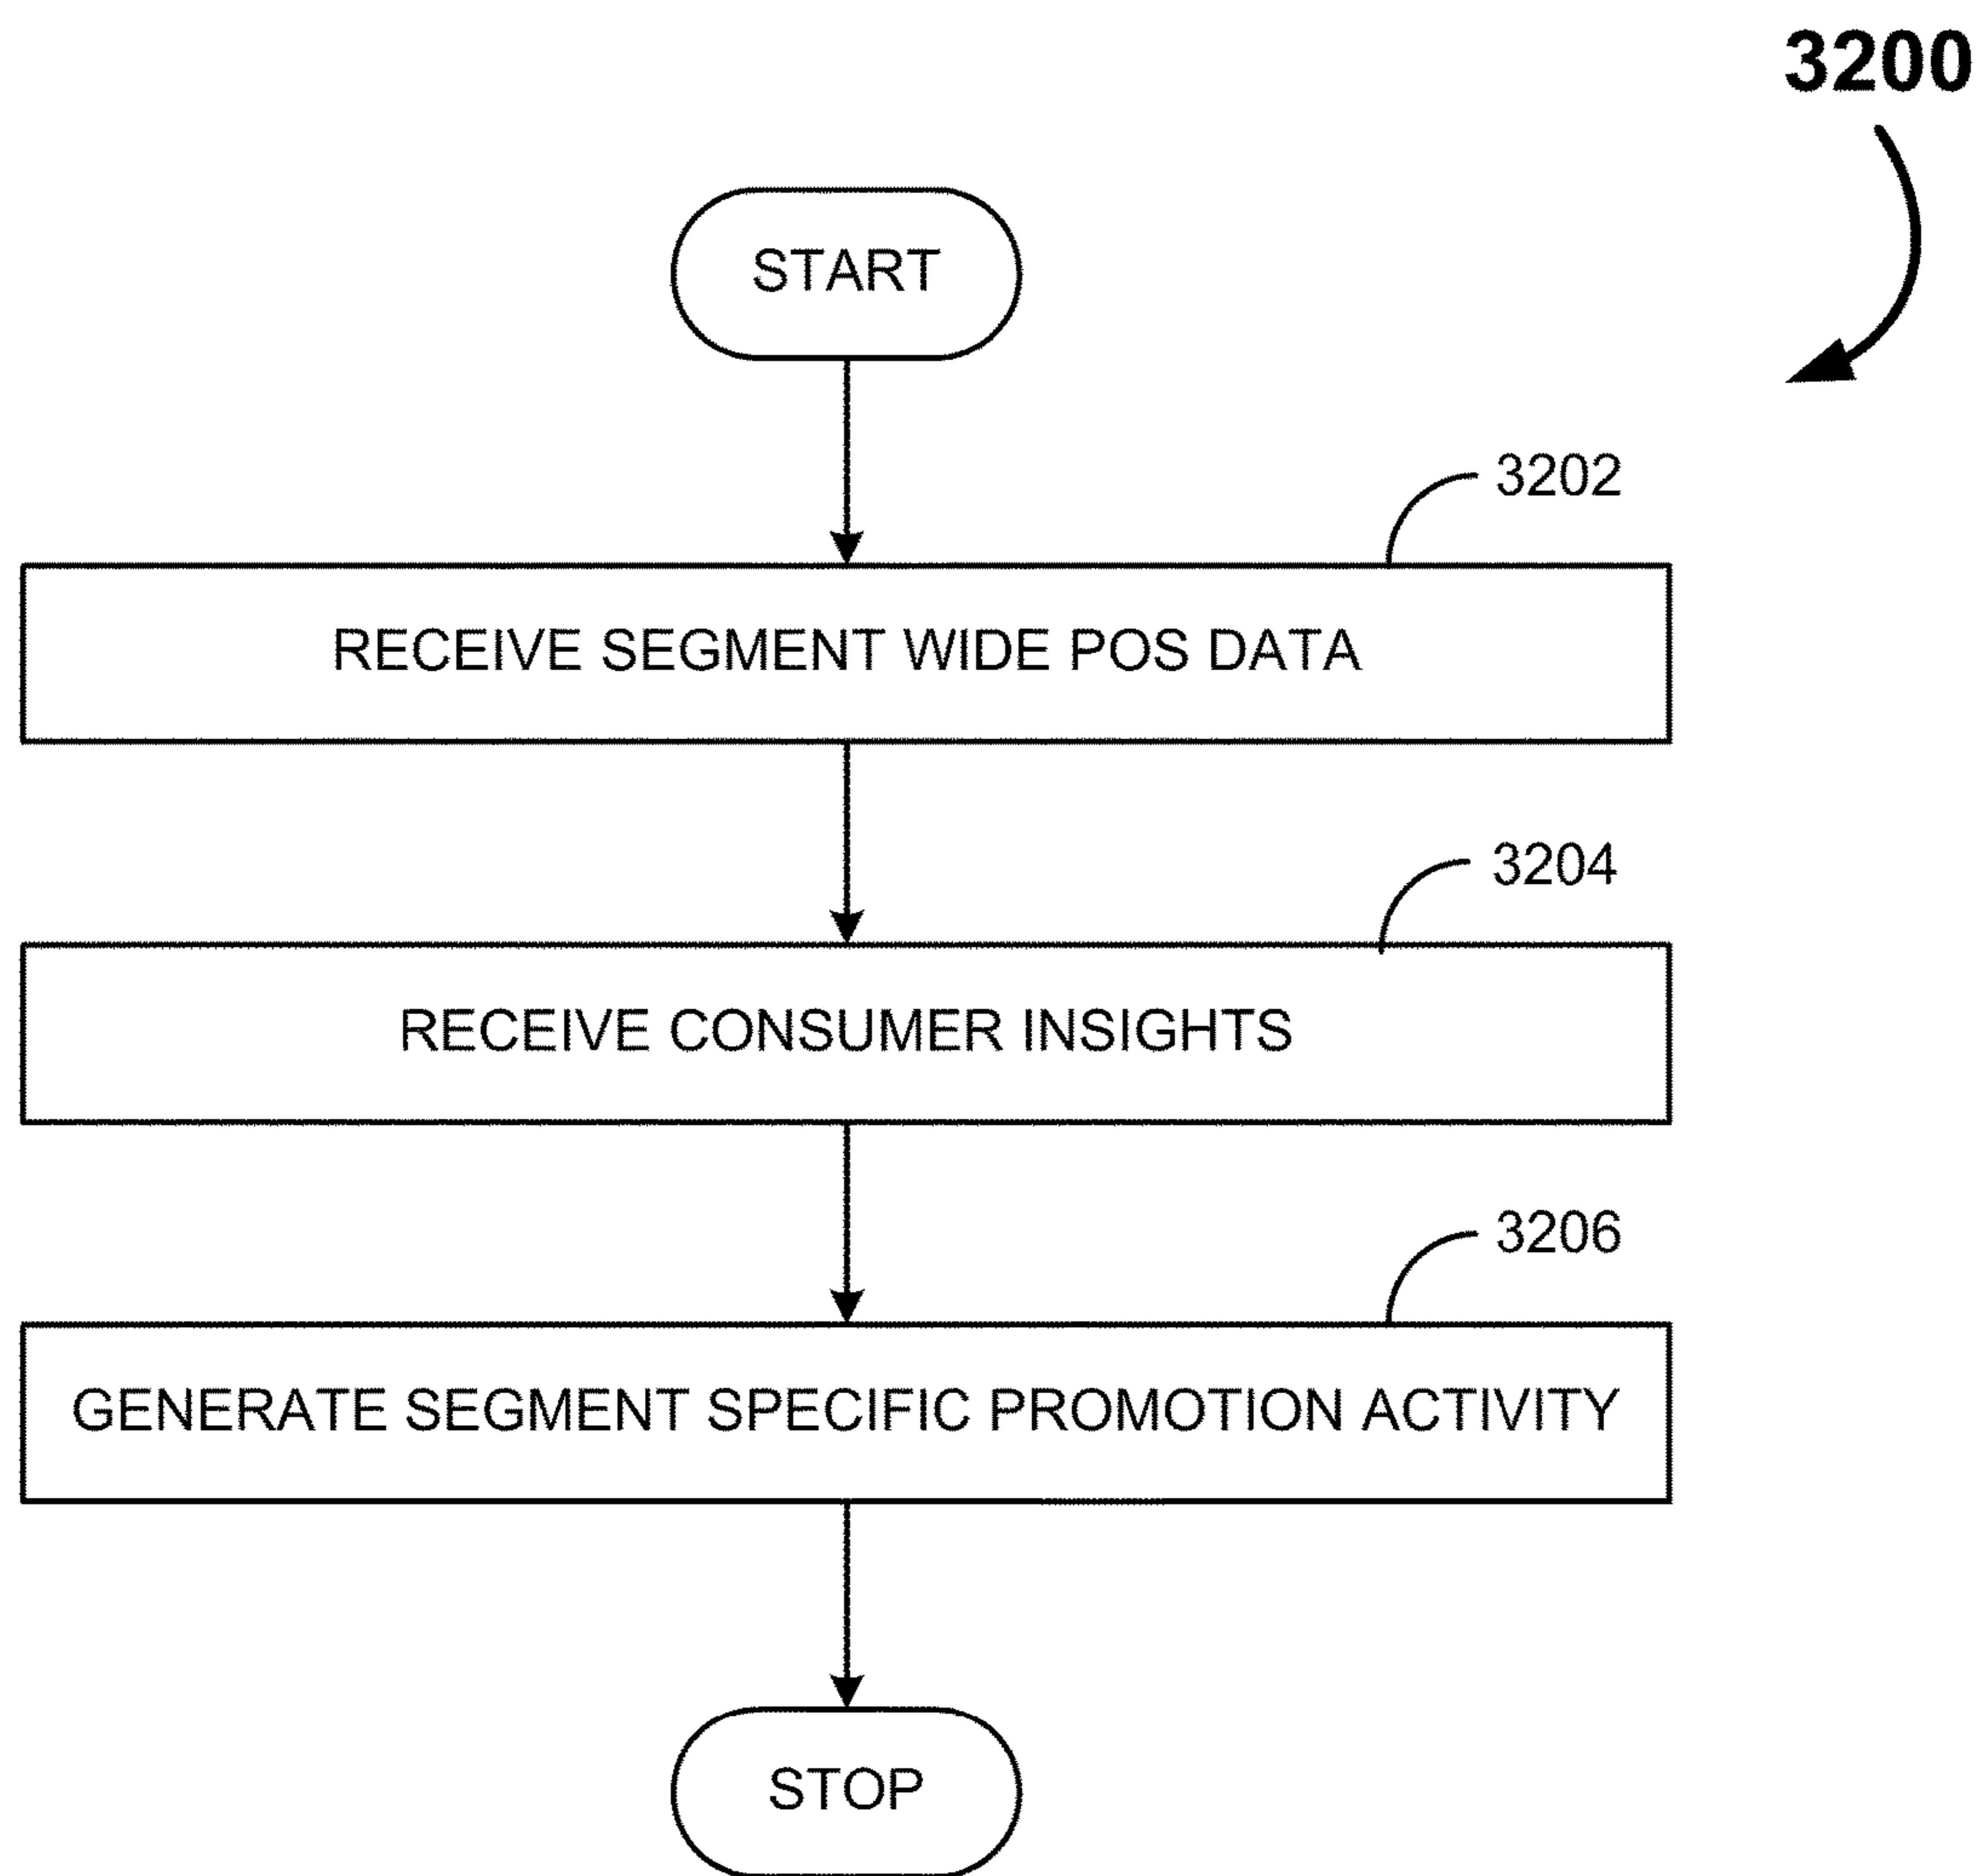 3200
START
3202
RECEIVE SEGMENT WIDE POS DATA
3204
RECEIVE CONSUMER INSIGHTS
3206
GENERATE SEGMENT SPECIFIC PROMOTION ACTIVITY
STOP